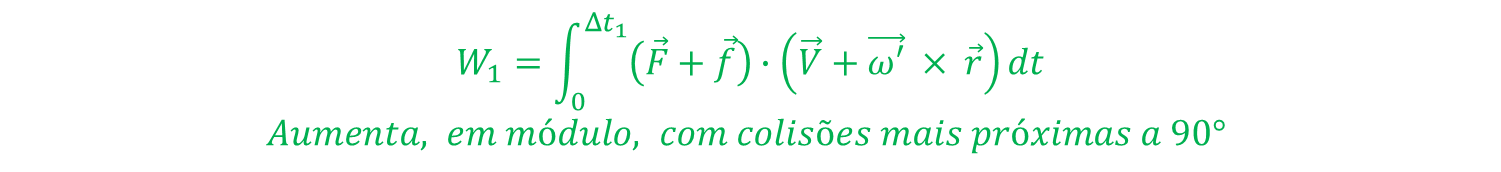 W₁ = ∫₀^Δt₁ (F⃗ + f⃗) · (V⃗ + ω′⃗ × r⃗) dt
Aumenta, em módulo, com colisões mais próximas a 90°